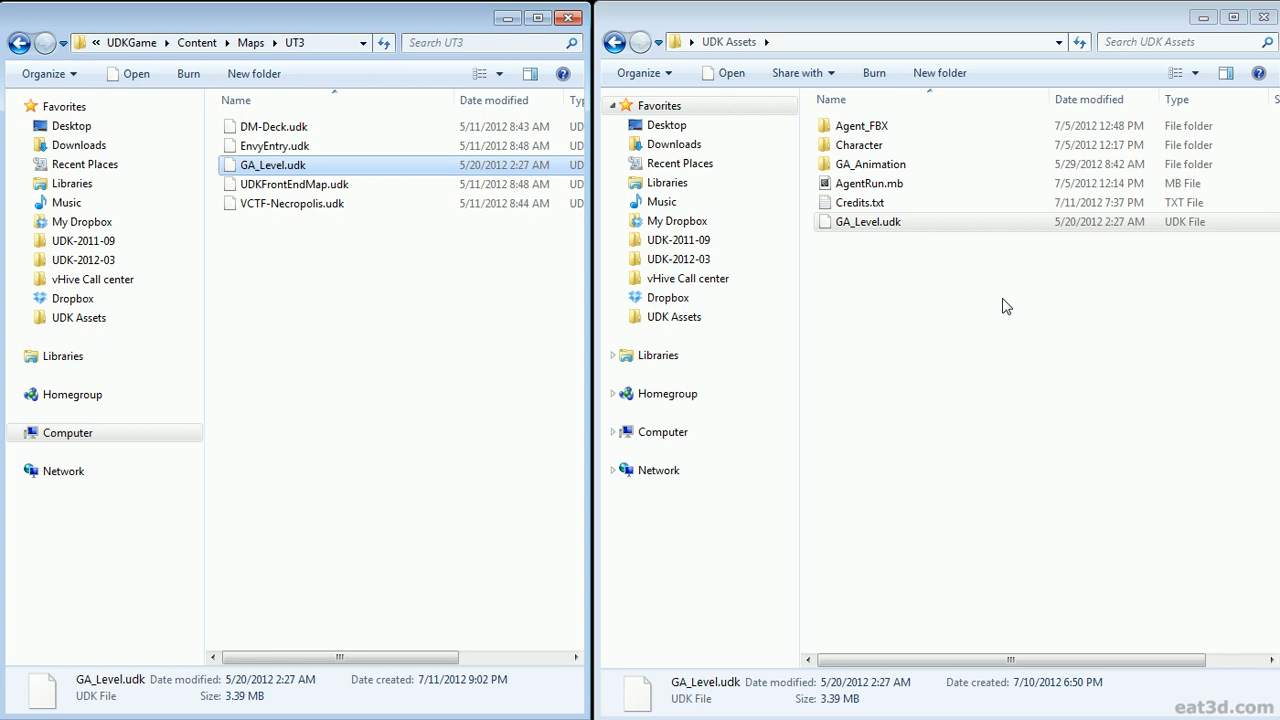 « UDKGame ▸ Content ▸ Maps ▸ UT3
Search UT3
Organize
Open
Burn
New folder
Name
Date modified
Ty
Favorites
Desktop
Downloads
Recent Places
Libraries
Music
My Dropbox
UDK-2011-09
UDK-2012-03
vHive Call center
Dropbox
UDK Assets
Libraries
Homegroup
Computer
Network
DM-Deck.udk 5/11/2012 8:43 AM UD
EnvyEntry.udk 5/11/2012 8:48 AM UD
GA_Level.udk 5/20/2012 2:27 AM UD
UDKFrontEndMap.udk 5/11/2012 8:48 AM UD
VCTF-Necropolis.udk 5/11/2012 8:44 AM UD
GA_Level.udk Date modified: 5/20/2012 2:27 AM Date created: 7/11/2012 9:02 PM
UDK File Size: 3.39 MB
UDK Assets
Search UDK Assets
Organize
Open
Share with
Burn
New folder
Name
Date modified
Type
S
Favorites
Desktop
Downloads
Recent Places
Libraries
Music
My Dropbox
UDK-2011-09
UDK-2012-03
vHive Call center
Dropbox
UDK Assets
Libraries
Homegroup
Computer
Network
Agent_FBX 7/5/2012 12:48 PM File folder
Character 7/5/2012 12:17 PM File folder
GA_Animation 5/29/2012 8:42 AM File folder
AgentRun.mb 7/5/2012 12:14 PM MB File
Credits.txt 7/11/2012 7:37 PM TXT File
GA_Level.udk 5/20/2012 2:27 AM UDK File
GA_Level.udk Date modified: 5/20/2012 2:27 AM Date created: 7/10/2012 6:50 PM
UDK File Size: 3.39 MB
eat3d.com